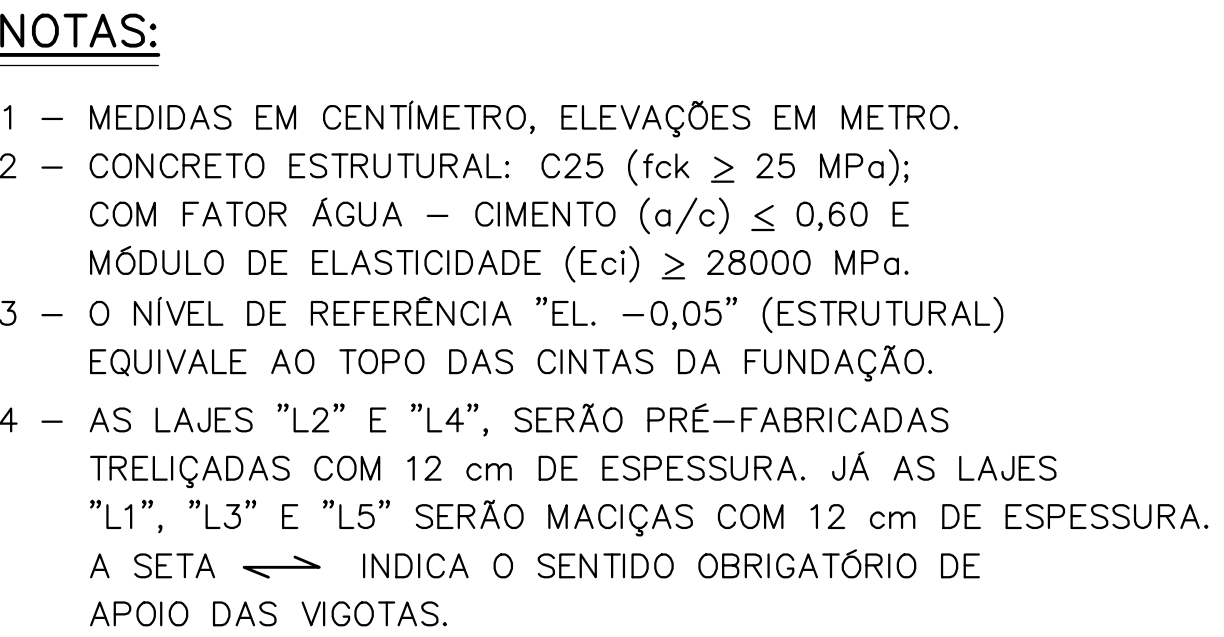 NOTAS:
1 – MEDIDAS EM CENTÍMETRO, ELEVAÇÕES EM METRO.
2 – CONCRETO ESTRUTURAL: C25 (fck ≥ 25 MPa);
COM FATOR ÁGUA – CIMENTO (a/c) ≤ 0,60 E
MÓDULO DE ELASTICIDADE (Eci) ≥ 28000 MPa.
3 – O NÍVEL DE REFERÊNCIA "EL. –0,05" (ESTRUTURAL)
EQUIVALE AO TOPO DAS CINTAS DA FUNDAÇÃO.
4 – AS LAJES "L2" E "L4", SERÃO PRÉ–FABRICADAS
TRELIÇADAS COM 12 cm DE ESPESSURA. JÁ AS LAJES
"L1", "L3" E "L5" SERÃO MACIÇAS COM 12 cm DE ESPESSURA.
A SETA INDICA O SENTIDO OBRIGATÓRIO DE
APOIO DAS VIGOTAS.